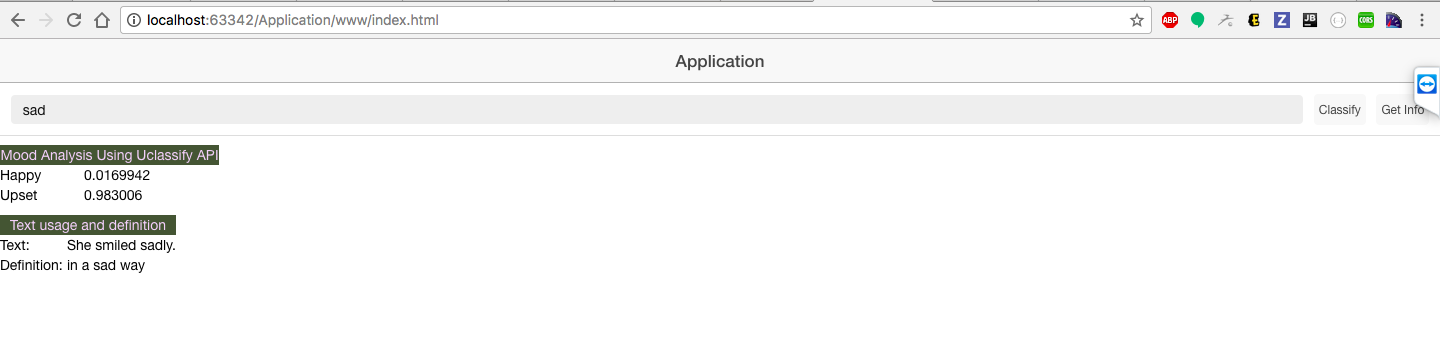 localhost:63342/Application/www/index.html
ABP
E
Z
JB
CORS
Application
sad
Classify
Get Info
Mood Analysis Using Uclassify API
Happy 0.0169942
Upset 0.983006
Text usage and definition
Text: She smiled sadly.
Definition: in a sad way